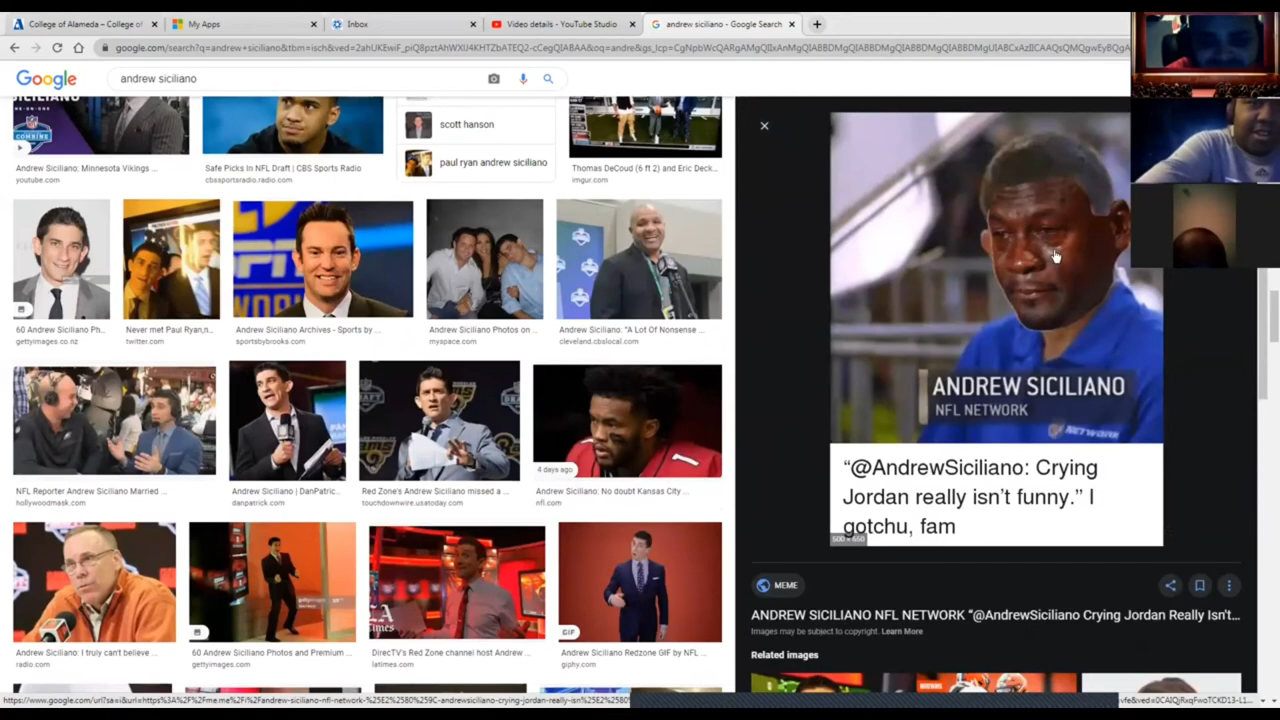 College of Alameda – College of
My Apps
Inbox
Video details - YouTube Studio
andrew siciliano - Google Search
Google
andrew siciliano
COMBINE
scott hanson
paul ryan andrew siciliano
Andrew Siciliano: Minnesota Vikings ...
youtube.com
Safe Picks In NFL Draft | CBS Sports Radio
cbssportsradio.radio.com
Thomas DeCoud (6 ft 2) and Eric Deck...
imgur.com
60 Andrew Siciliano Ph...
gettyimages.co.nz
Never met Paul Ryan,n...
twitter.com
Andrew Siciliano Archives - Sports by ...
sportsbybrooks.com
Andrew Siciliano Photos on ...
myspace.com
Andrew Siciliano: "A Lot Of Nonsense ...
cleveland.cbslocal.com
NFL Reporter Andrew Siciliano Married ...
hollywoodmask.com
Andrew Siciliano | DanPatric...
danpatrick.com
Red Zone's Andrew Siciliano missed a ...
touchdownwire.usatoday.com
4 days ago
Andrew Siciliano: No doubt Kansas City ...
nfl.com
Andrew Siciliano: I truly can't believe ...
radio.com
60 Andrew Siciliano Photos and Premium ...
gettyimages.com
DirecTV's Red Zone channel host Andrew ...
latimes.com
GIF
Andrew Siciliano Redzone GIF by NFL ...
giphy.com
ANDREW SICILIANO
NFL NETWORK
“@AndrewSiciliano: Crying
Jordan really isn’t funny.” I
gotchu, fam
500 × 650
MEME
ANDREW SICILIANO NFL NETWORK “@AndrewSiciliano Crying Jordan Really Isn't...
Images may be subject to copyright. Learn More
Related images